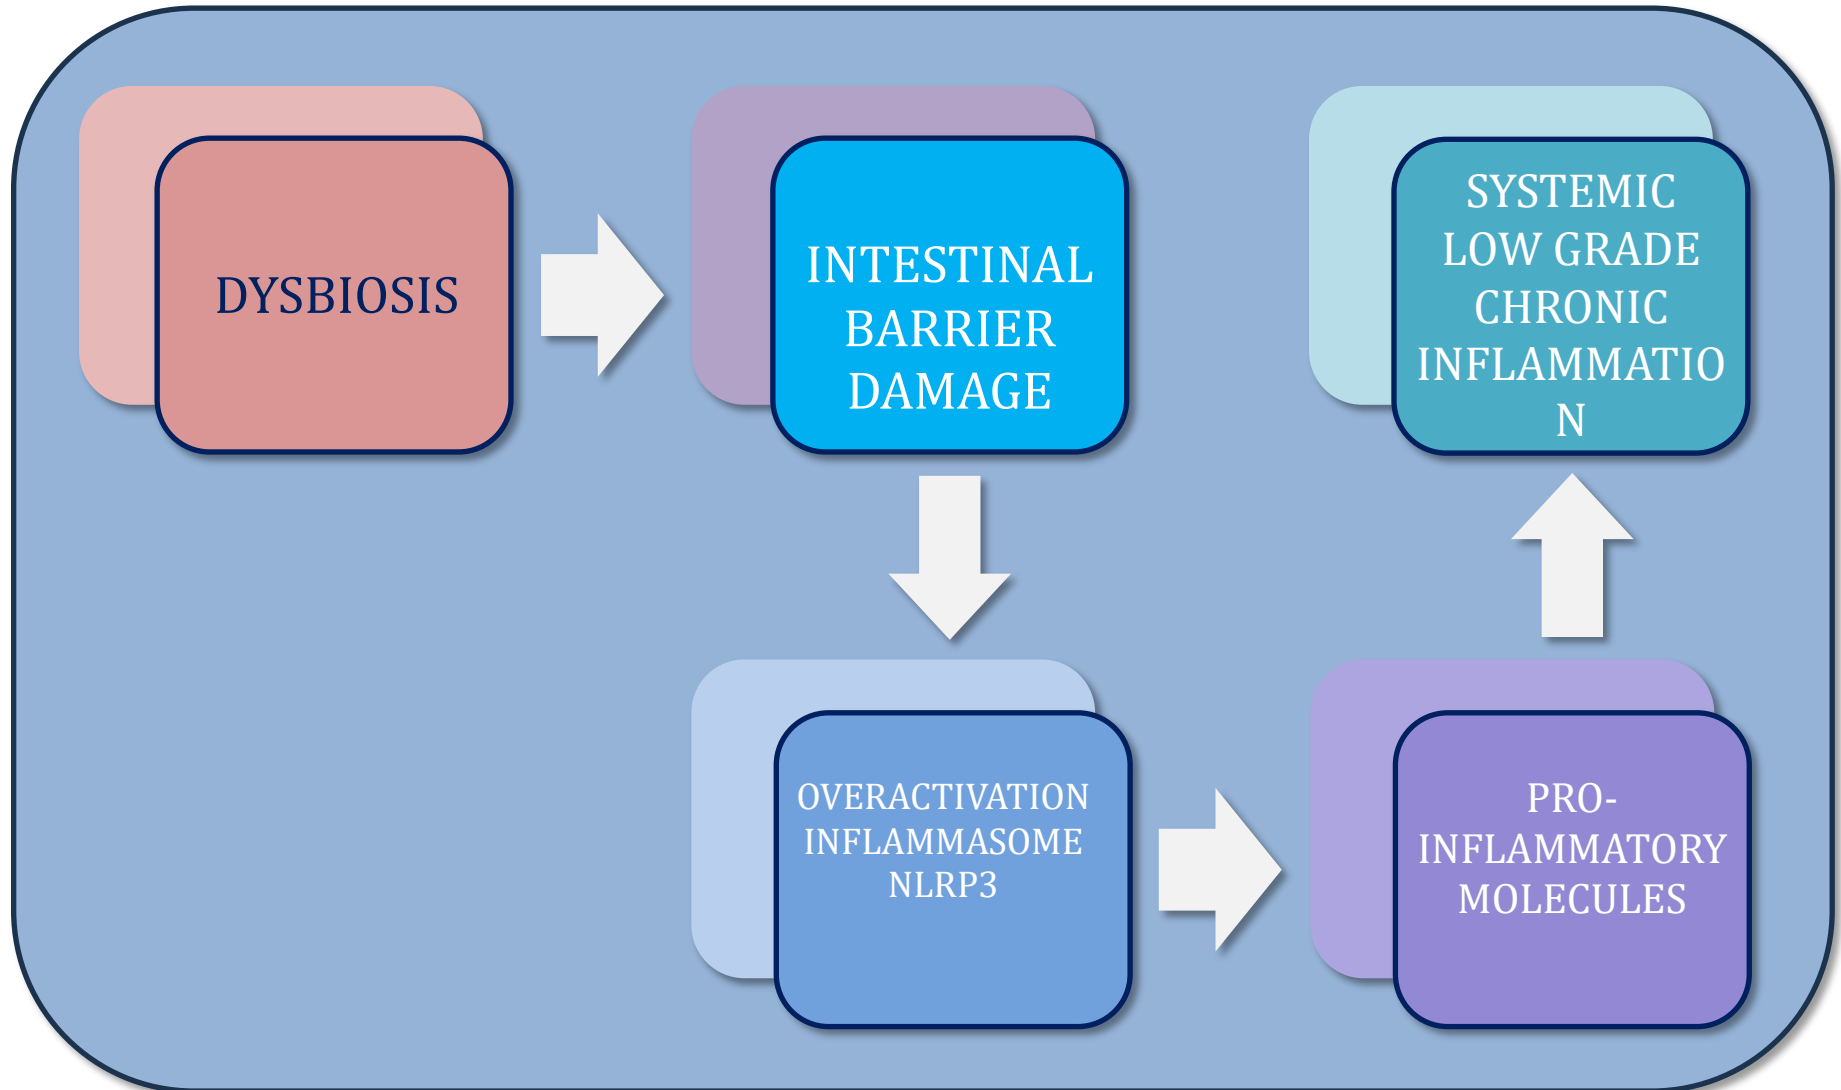 DYSBIOSIS
INTESTINAL
BARRIER
DAMAGE
OVERACTIVATION
INFLAMMASOME
NLRP3
PRO-
INFLAMMATORY
MOLECULES
SYSTEMIC
LOW GRADE
CHRONIC
INFLAMMATIO
N